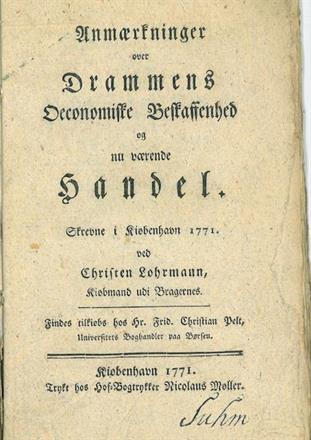 Anmærkninger
over
Drammens
Oeconomiske Beskaffenhed
og
nu værende
Handel.
Skrevne i Kiøbenhavn 1771.
ved
Christen Lohrmann,
Kiøbmand udi Bragernes.
Findes tilkiøbs hos Hr. Frid. Christian Pelt,
Universitets Boghandler paa Børsen.
Kiøbenhavn 1771.
Trykt hos Hof-Bogtrykker Nicolaus Møller.
Suhm